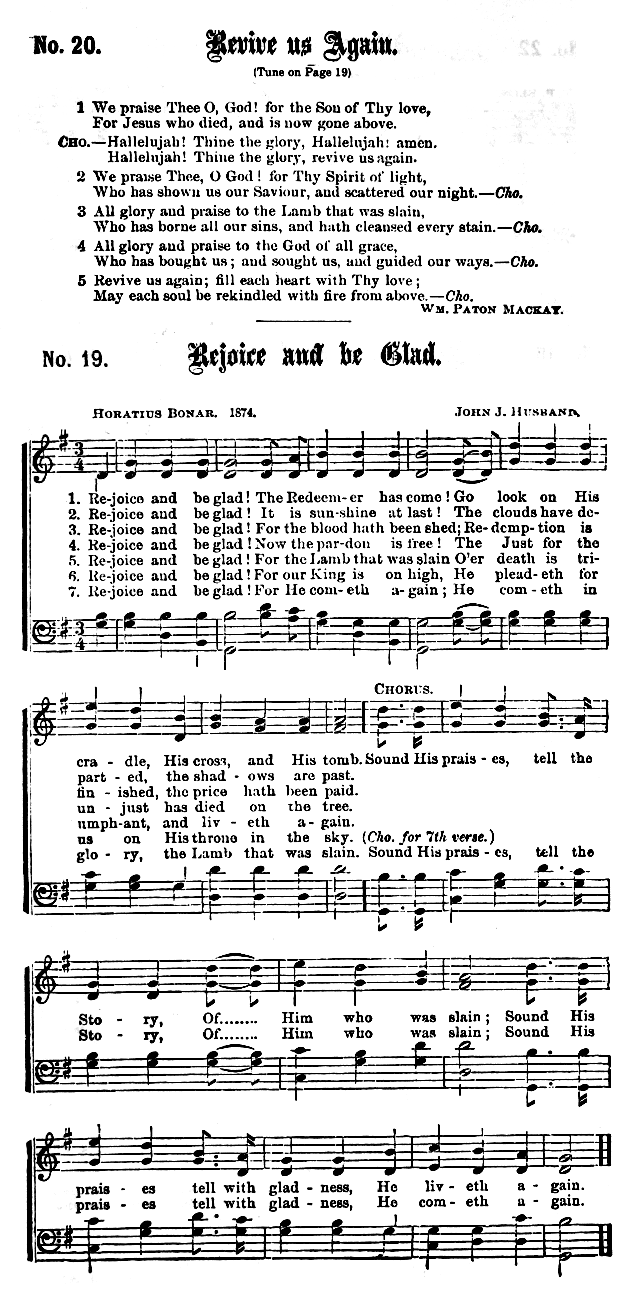 No. 20. Revive us Again.
(Tune on Page 19)
1 We praise Thee O, God! for the Son of Thy love,
For Jesus who died, and is now gone above.
CHO.—Hallelujah! Thine the glory, Hallelujah! amen.
Hallelujah! Thine the glory, revive us again.
2 We praise Thee, O God! for Thy Spirit of light,
Who has shown us our Saviour, and scattered our night.—Cho.
3 All glory and praise to the Lamb that was slain,
Who has borne all our sins, and hath cleansed every stain.—Cho.
4 All glory and praise to the God of all grace,
Who has bought us; and sought us, and guided our ways.—Cho.
5 Revive us again; fill each heart with Thy love;
May each soul be rekindled with fire from above.—Cho.
WM. PATON MACKAY.
No. 19. Rejoice and be Glad.
HORATIUS BONAR. 1874. JOHN J. HUSBAND.
3 4
1. Re-joice and be glad! The Redeem-er has come! Go look on His
2. Re-joice and be glad! It is sun-shine at last! The clouds have de-
3. Re-joice and be glad! For the blood hath been shed; Re-demp-tion is
4. Re-joice and be glad! Now the par-don is free! The Just for the
5. Re-joice and be glad! For the Lamb that was slain O'er death is tri-
6. Re-joice and be glad! For our King is on high, He plead-eth for
7. Re-joice and be glad! For He com-eth a-gain; He com-eth in
3 4
CHORUS.
cra - dle, His cross, and His tomb. Sound His prais - es, tell the
part - ed, the shad - ows are past.
fin - ished, the price hath been paid.
un - just has died on the tree.
umph-ant, and liv - eth a - gain.
us on His throne in the sky. (Cho. for 7th verse.)
glo - ry, the Lamb that was slain. Sound His prais - es, tell the
Sto - ry, Of........ Him who was slain; Sound His
Sto - ry, Of........ Him who was slain; Sound His
prais - es tell with glad - ness, He liv - eth a - gain.
prais - es tell with glad - ness, He com - eth a - gain.